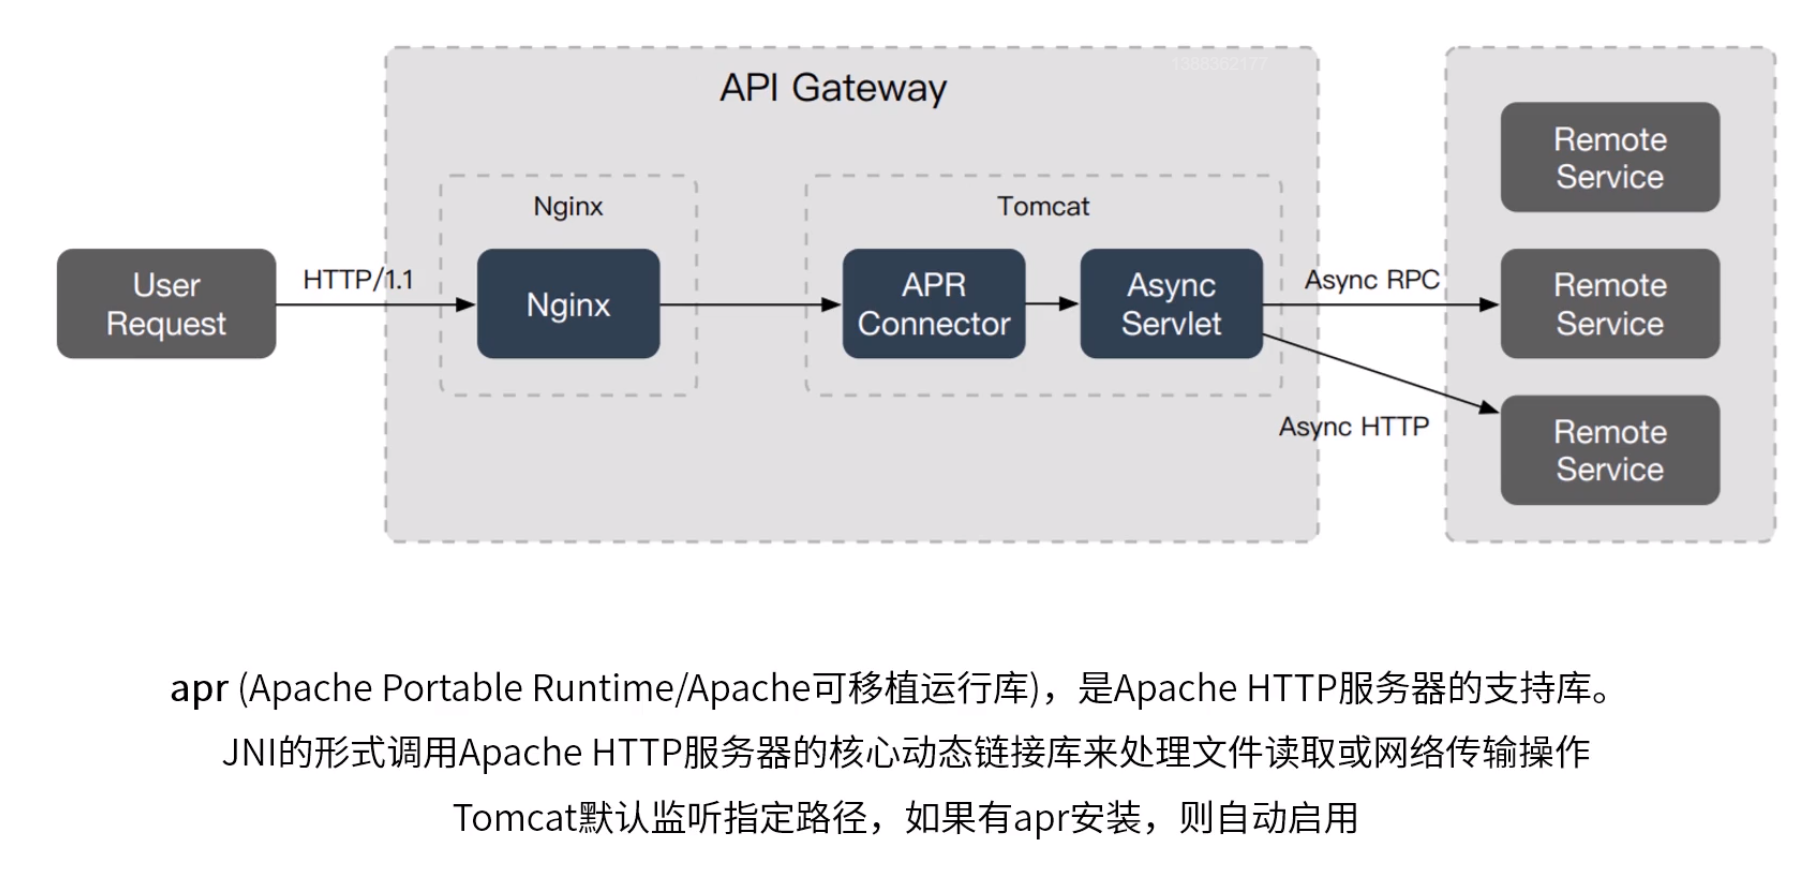 API Gateway
1388362177
Nginx
Tomcat
User
Request
HTTP/1.1
Nginx
APR
Connector
Async
Servlet
Async RPC
Async HTTP
Remote
Service
Remote
Service
Remote
Service
apr (Apache Portable Runtime/Apache可移植运行库)，是Apache HTTP服务器的支持库。
JNI的形式调用Apache HTTP服务器的核心动态链接库来处理文件读取或网络传输操作
Tomcat默认监听指定路径，如果有apr安装，则自动启用